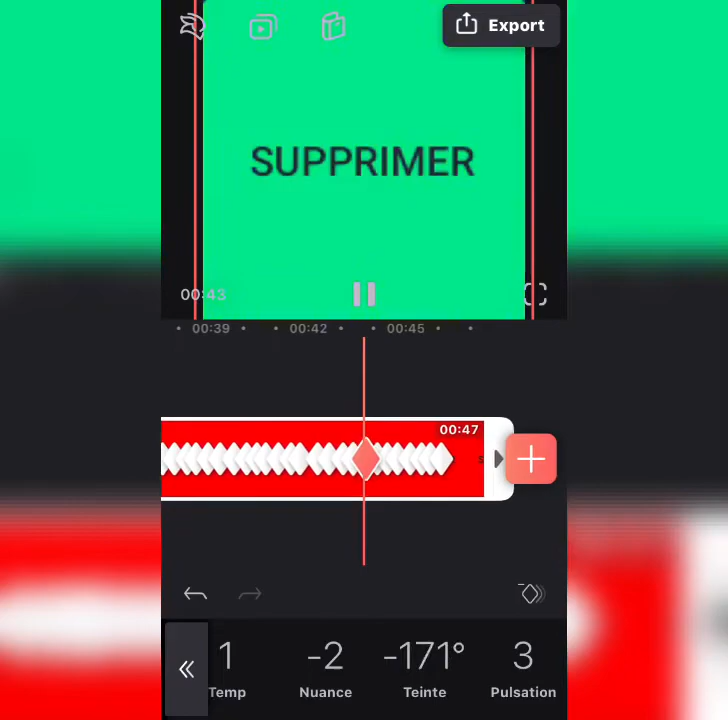 Export
SUPPRIMER
00:43
00:39 00:42 00:45
00:47
1 -2 -171° 3
Temp Nuance Teinte Pulsation